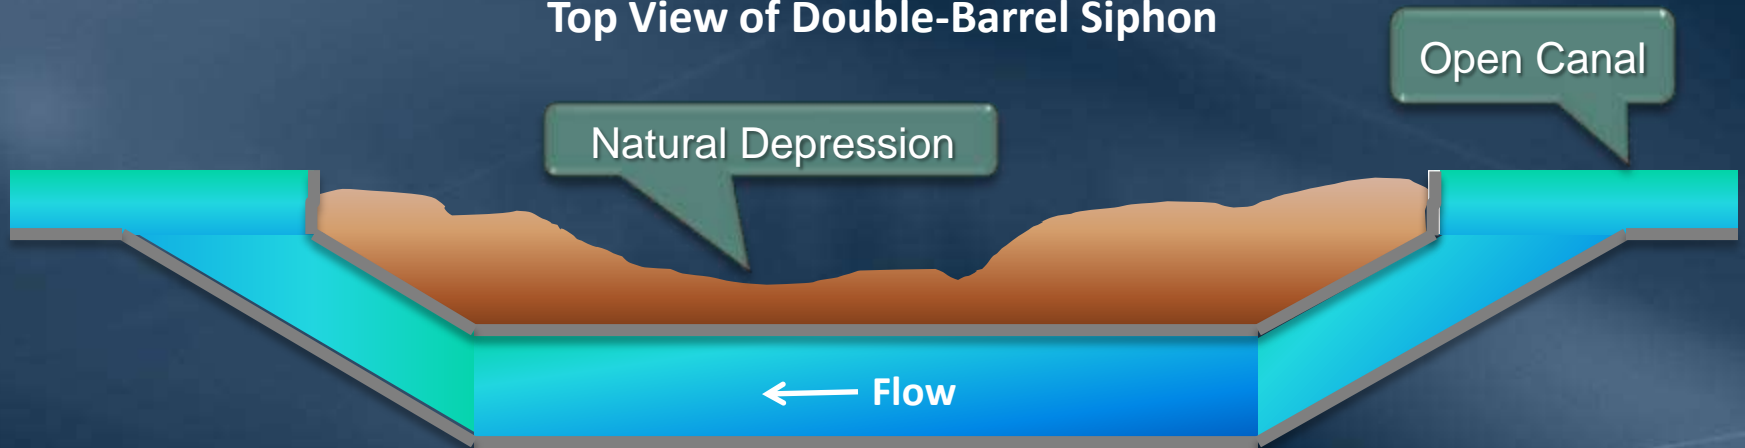 Top View of Double-Barrel Siphon
Open Canal
Natural Depression
Flow